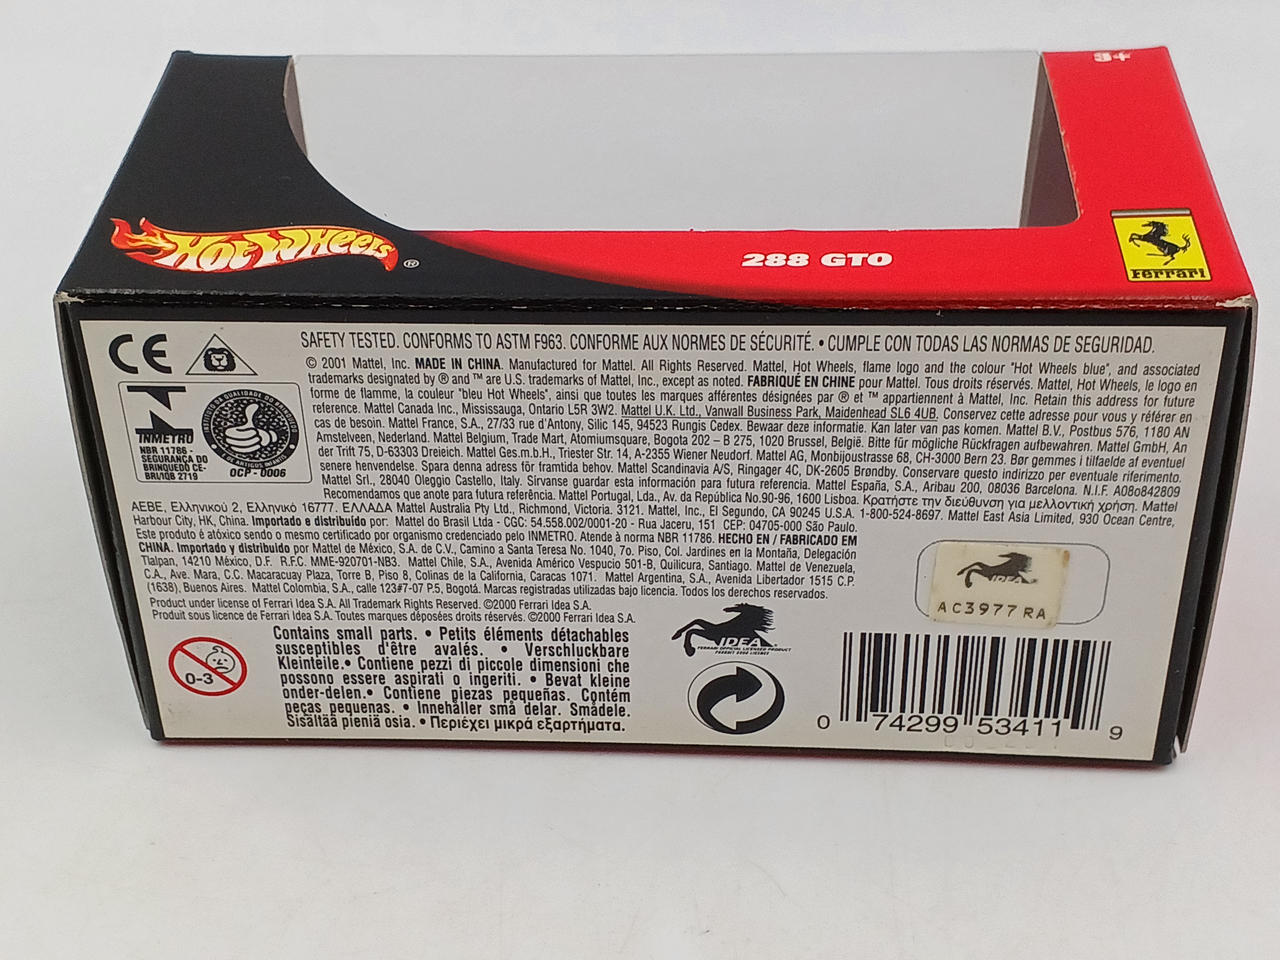 3+
HOT WHEELS ®
288 GTO
Ferrari
CE
SAFETY TESTED. CONFORMS TO ASTM F963. CONFORME AUX NORMES DE SÉCURITÉ. • CUMPLE CON TODAS LAS NORMAS DE SEGURIDAD.
© 2001 Mattel, Inc. MADE IN CHINA. Manufactured for Mattel. All Rights Reserved. Mattel, Hot Wheels, flame logo and the colour "Hot Wheels blue", and associated
trademarks designated by ® and ™ are U.S. trademarks of Mattel, Inc., except as noted. FABRIQUÉ EN CHINE pour Mattel. Tous droits réservés. Mattel, Hot Wheels, le logo en
forme de flamme, la couleur "bleu Hot Wheels", ainsi que toutes les marques afférentes désignées par ® et ™ appartiennent à Mattel, Inc. Retain this address for future
reference. Mattel Canada Inc., Mississauga, Ontario L5R 3W2. Mattel U.K. Ltd., Vanwall Business Park, Maidenhead SL6 4UB. Conservez cette adresse pour vous y référer en
cas de besoin. Mattel France, S.A., 27/33 rue d'Antony, Silic 145, 94523 Rungis Cedex. Bewaar deze informatie. Kan later van pas komen. Mattel B.V., Postbus 576, 1180 AN
Amstelveen, Nederland. Mattel Belgium, Trade Mart, Atomiumsquare, Bogota 202 – B 275, 1020 Brussel, België. Bitte für mögliche Rückfragen aufbewahren. Mattel GmbH, An
der Trift 75, D-63303 Dreieich. Mattel Ges.m.b.H., Triester Str. 14, A-2355 Wiener Neudorf. Mattel AG, Monbijoustrasse 68, CH-3000 Bern 23. Bør gemmes i tilfælde af eventuel
senere henvendelse. Spara denna adress för framtida behov. Mattel Scandinavia A/S, Ringager 4C, DK-2605 Brøndby. Conservare questo indirizzo per eventuale riferimento.
Mattel Srl., 28040 Oleggio Castello, Italy. Sirvanse guardar esta información para futura referencia. Mattel España, S.A., Aribau 200, 08036 Barcelona. N.I.F. A08o842809
Recomendamos que anote para futura referência. Mattel Portugal, Lda., Av. da República No.90-96, 1600 Lisboa. Κρατήστε την διεύθυνση για μελλοντική χρήση. Mattel
AEBE, Ελληνικού 2, Ελληνικό 16777. ΕΛΛΑΔΑ Mattel Australia Pty Ltd., Richmond, Victoria. 3121. Mattel, Inc., El Segundo, CA 90245 U.S.A. 1-800-524-8697. Mattel East Asia Limited, 930 Ocean Centre,
Harbour City, HK, China. Importado e distribuido por: Mattel do Brasil Ltda - CGC: 54.558.002/0001-20 - Rua Jaceru, 151 CEP: 04705-000 São Paulo.
Este produto é atóxico sendo o mesmo certificado por organismo credenciado pelo INMETRO. Atende à norma NBR 11786. HECHO EN / FABRICADO EM
CHINA. Importado y distribuido por Mattel de México, S.A. de C.V., Camino a Santa Teresa No. 1040, 7o. Piso, Col. Jardines en la Montaña, Delegación
Tlalpan, 14210 México, D.F. R.F.C. MME-920701-NB3. Mattel Chile, S.A., Avenida Américo Vespucio 501-B, Quilicura, Santiago. Mattel de Venezuela,
C.A., Ave. Mara, C.C. Macaracuay Plaza, Torre B, Piso 8, Colinas de la California, Caracas 1071. Mattel Argentina, S.A., Avenida Libertador 1515 C.P.
(1638), Buenos Aires. Mattel Colombia, S.A., calle 123#7-07 P.5, Bogotá. Marcas registradas utilizadas bajo licencia. Todos los derechos reservados.
Product under license of Ferrari Idea S.A. All Trademark Rights Reserved. ©2000 Ferrari Idea S.A.
Produit sous licence de Ferrari Idea S.A. Toutes marques déposées droits réservés. ©2000 Ferrari Idea S.A.
INMETRO
NBR 11786 -
SEGURANÇA DO
BRINQUEDO CE-
BRI/IQB 2719
OCP - 0006
0-3
Contains small parts. • Petits éléments détachables
susceptibles d'être avalés. • Verschluckbare
Kleinteile.• Contiene pezzi di piccole dimensioni che
possono essere aspirati o ingeriti. • Bevat kleine
onder-delen.• Contiene piezas pequeñas. Contém
peças pequenas. • Innehåller små delar. Smådele.
Sisältää pieniä osia. • Περιέχει μικρά εξαρτήματα.
IDEA
FERRARI OFFICIAL LICENSED PRODUCT
IDEA
AC3977RA
0 74299 53411 9